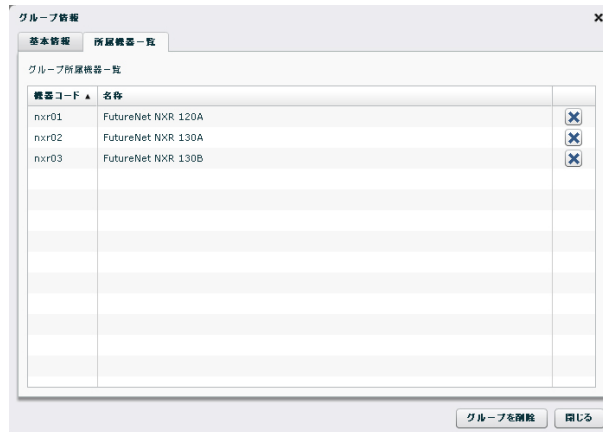 グループ情報
基本情報 所属機器一覧
グループ所属機器一覧
機器コード ▲ 名称
nxr01 FutureNet NXR 120A
nxr02 FutureNet NXR 130A
nxr03 FutureNet NXR 130B
グループを削除 閉じる